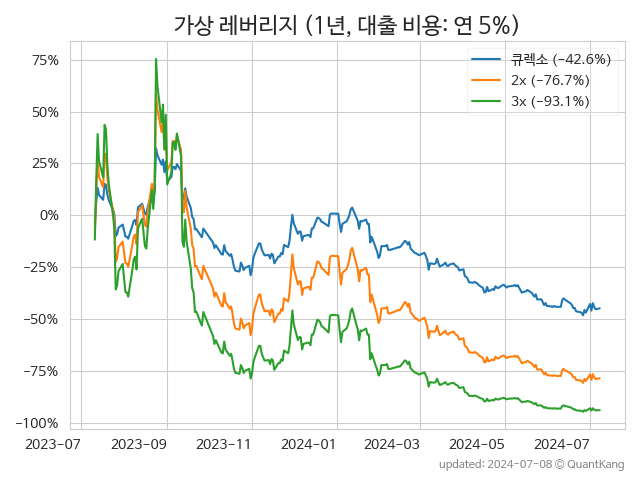 가상 레버리지 (1년, 대출 비용: 연 5%)
큐렉소 (−42.6%)
2x (−76.7%)
3x (−93.1%)
75%
50%
25%
0%
−25%
−50%
−75%
−100%
2023-07 2023-09 2023-11 2024-01 2024-03 2024-05 2024-07
updated: 2024-07-08 © QuantKang